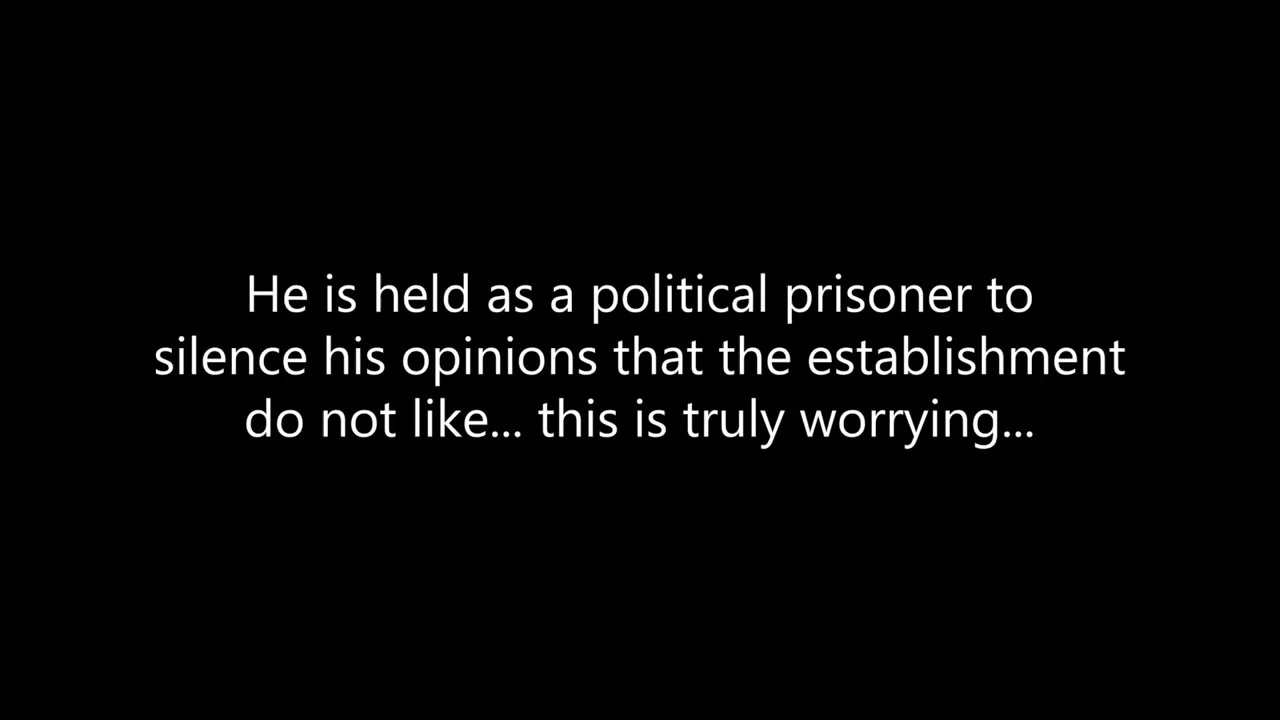 He is held as a political prisoner to
silence his opinions that the establishment
do not like... this is truly worrying...